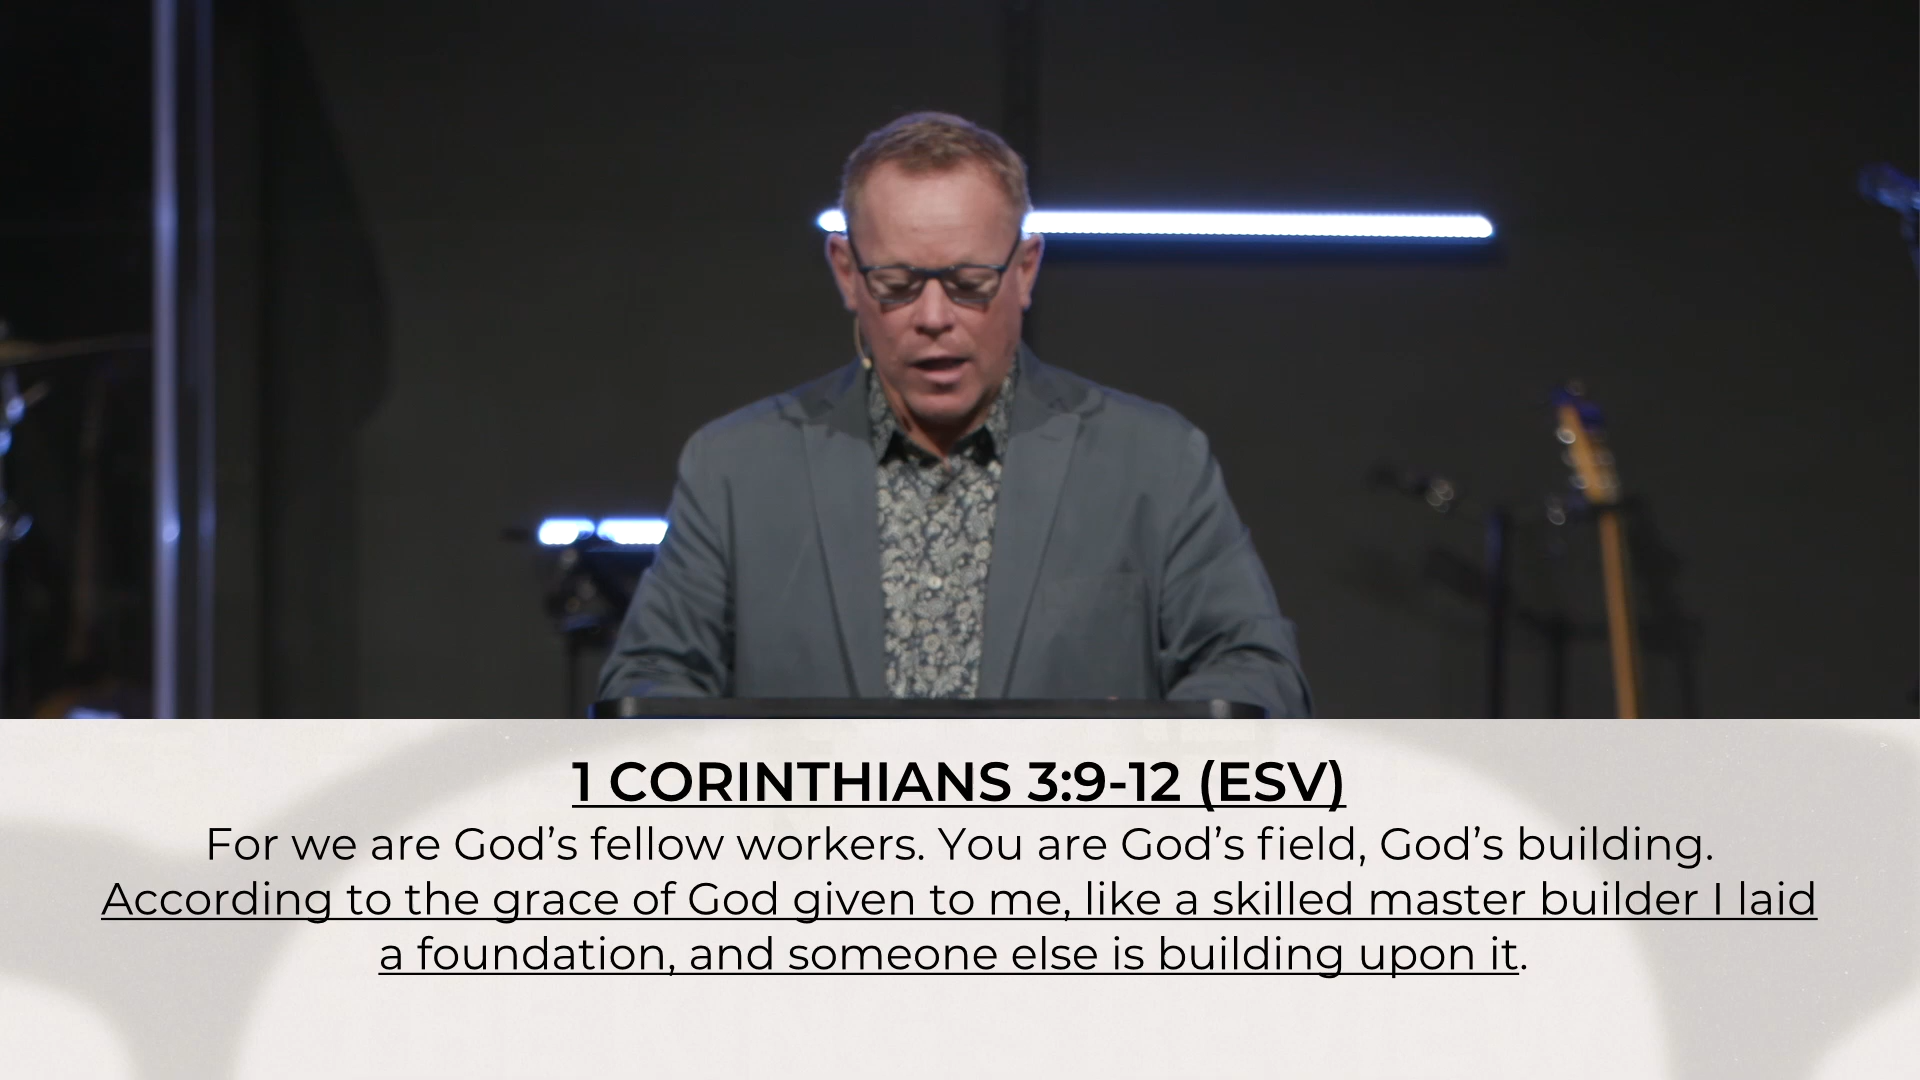 1 CORINTHIANS 3:9-12 (ESV)
For we are God’s fellow workers. You are God’s field, God’s building.
According to the grace of God given to me, like a skilled master builder I laid
a foundation, and someone else is building upon it.